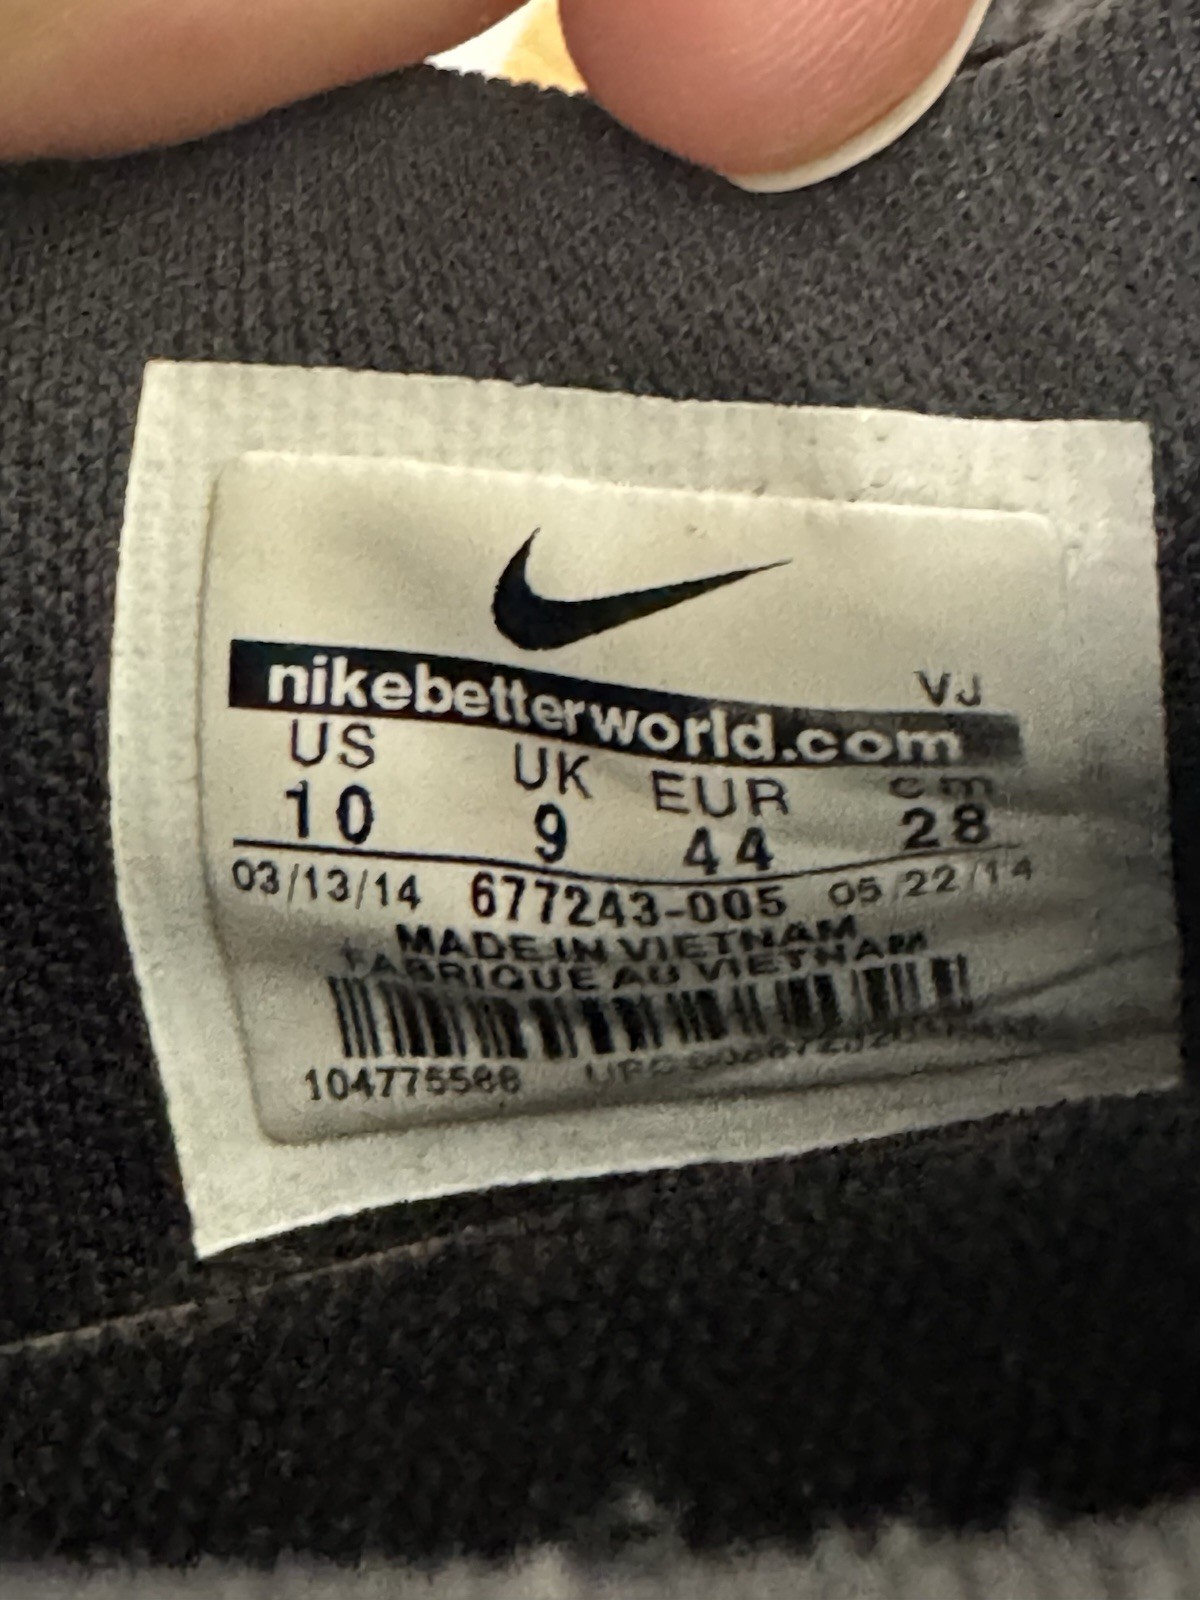 nikebetterworld.com VJ
US UK EUR cm
10 9 44 28
03/13/14 677243-005 05/22/14
MADE IN VIETNAM
FABRIQUE AU VIETNAM
104775588